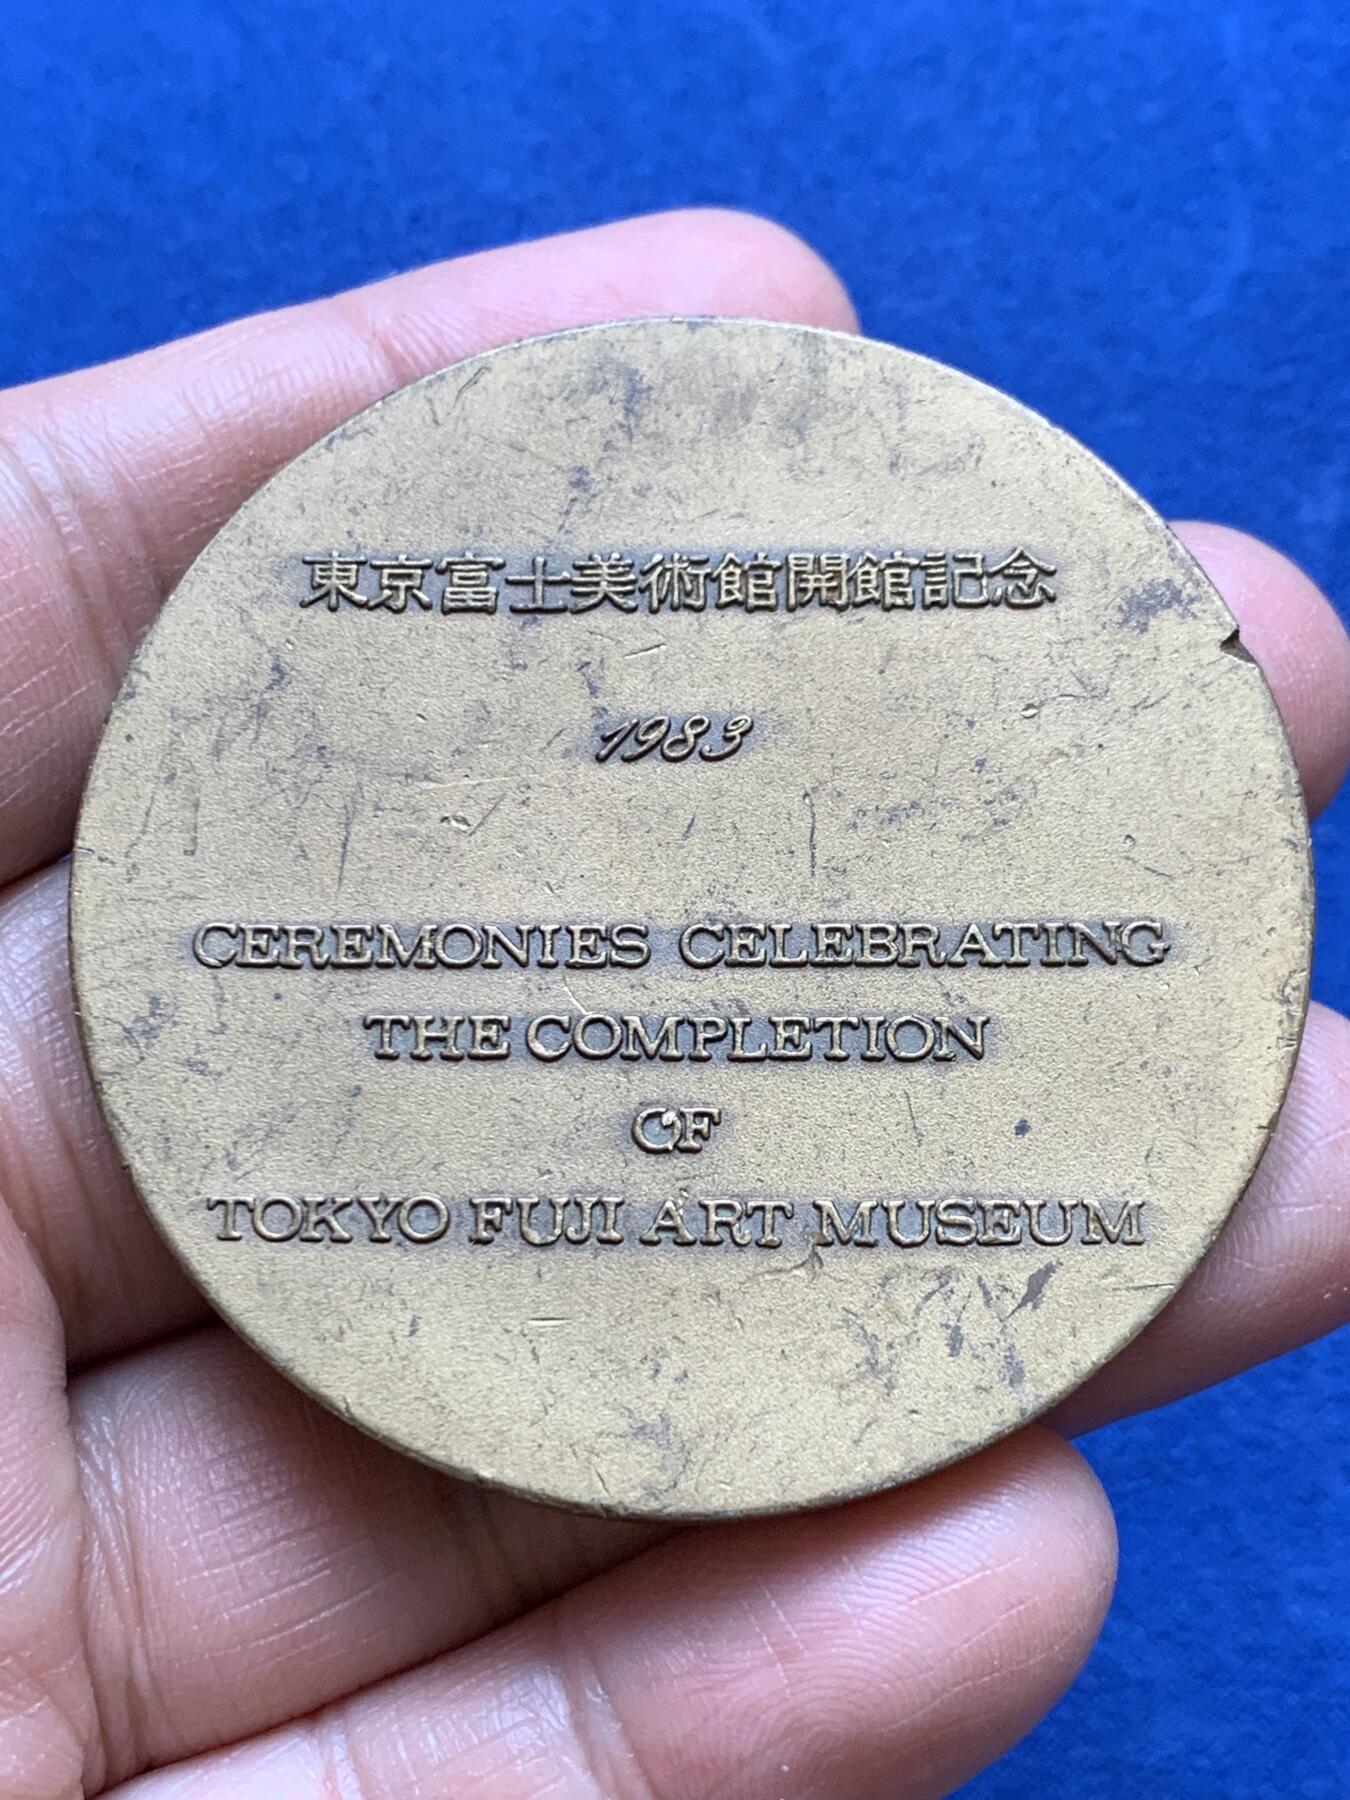 東京富士美術館開館記念
1983
CEREMONIES CELEBRATING
THE COMPLETION
OF
TOKYO FUJI ART MUSEUM